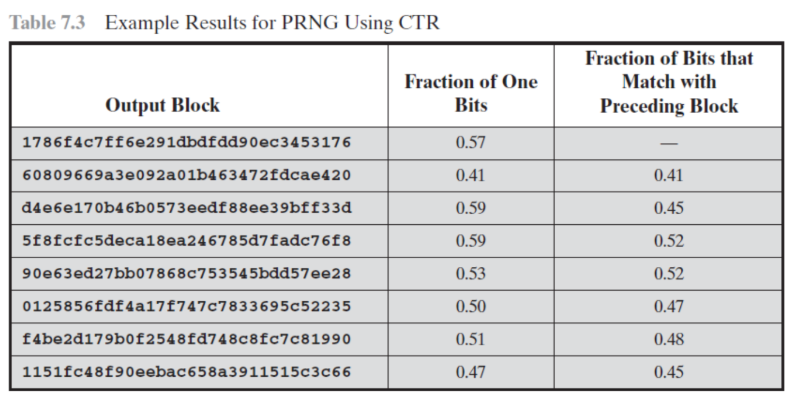 Table 7.3 Example Results for PRNG Using CTR
Output Block Fraction of One Bits Fraction of Bits that Match with Preceding Block
1786f4c7ff6e291dbdfdd90ec3453176 0.57 —
60809669a3e092a01b463472fdcae420 0.41 0.41
d4e6e170b46b0573eedf88ee39bff33d 0.59 0.45
5f8fcfc5deca18ea246785d7fadc76f8 0.59 0.52
90e63ed27bb07868c753545bdd57ee28 0.53 0.52
0125856fdf4a17f747c7833695c52235 0.50 0.47
f4be2d179b0f2548fd748c8fc7c81990 0.51 0.48
1151fc48f90eebac658a3911515c3c66 0.47 0.45